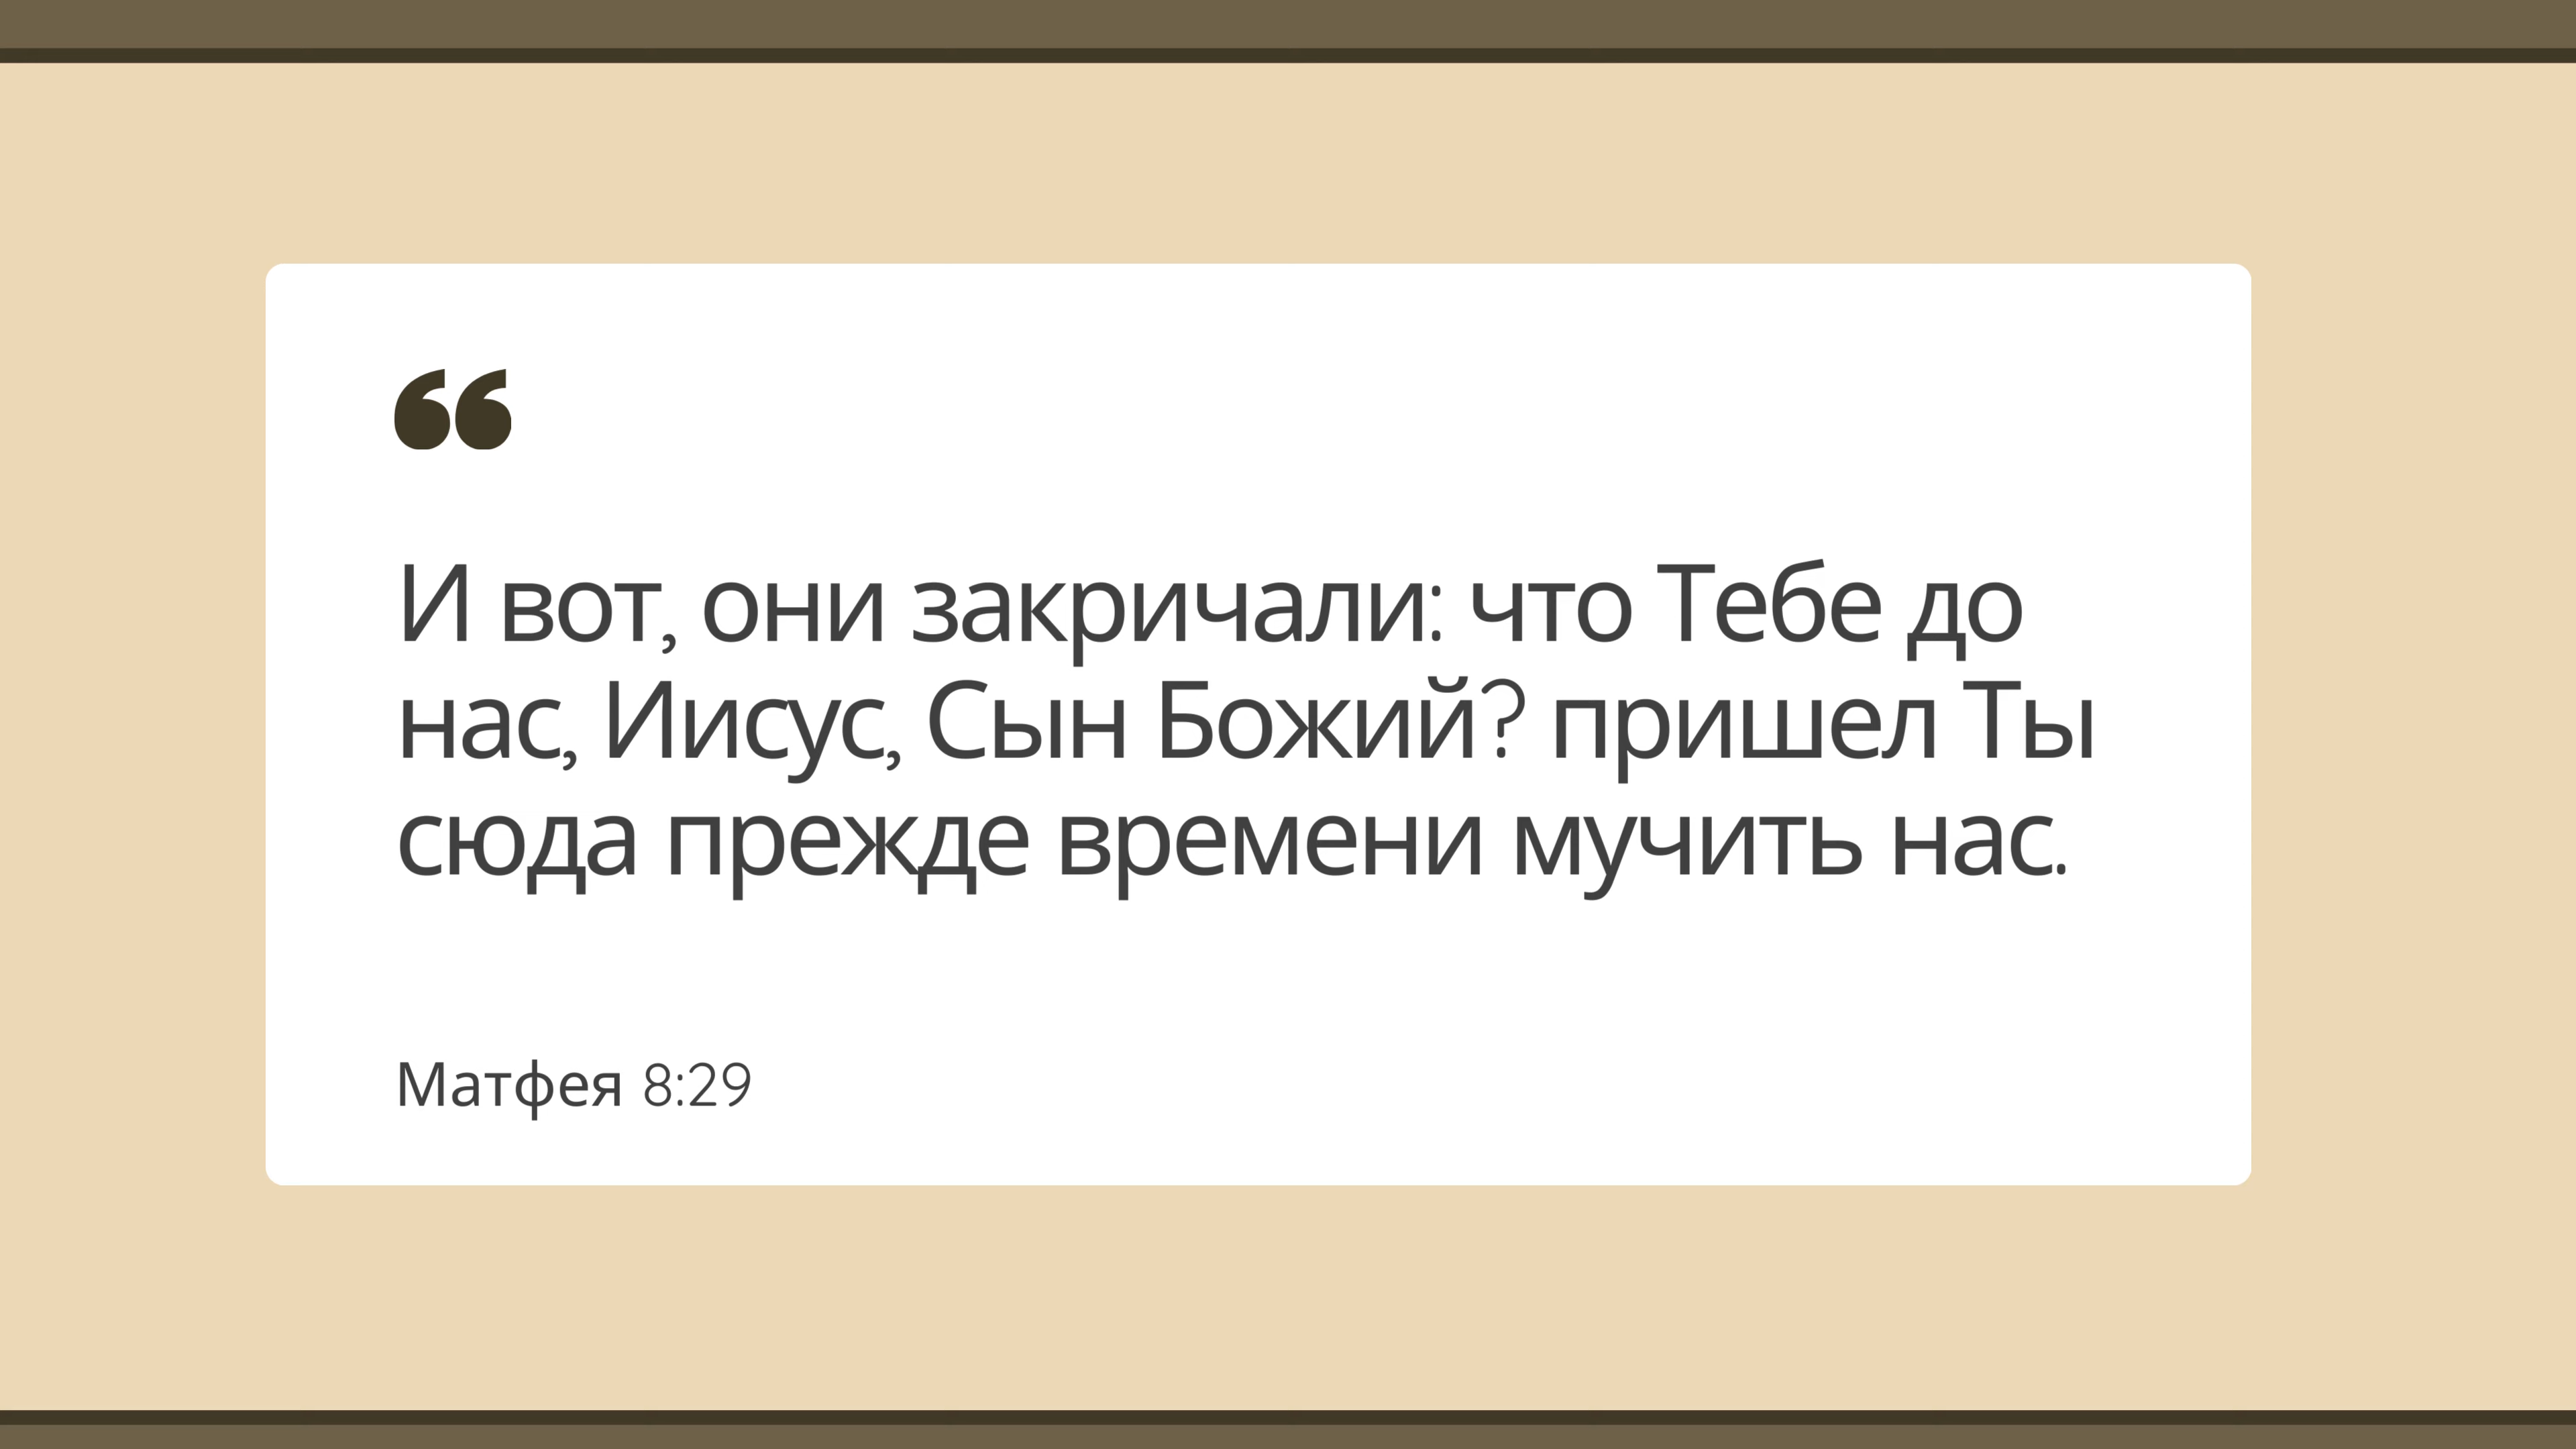 “
И вот, они закричали: что Тебе до
нас, Иисус, Сын Божий? пришел Ты
сюда прежде времени мучить нас.
Матфея 8:29